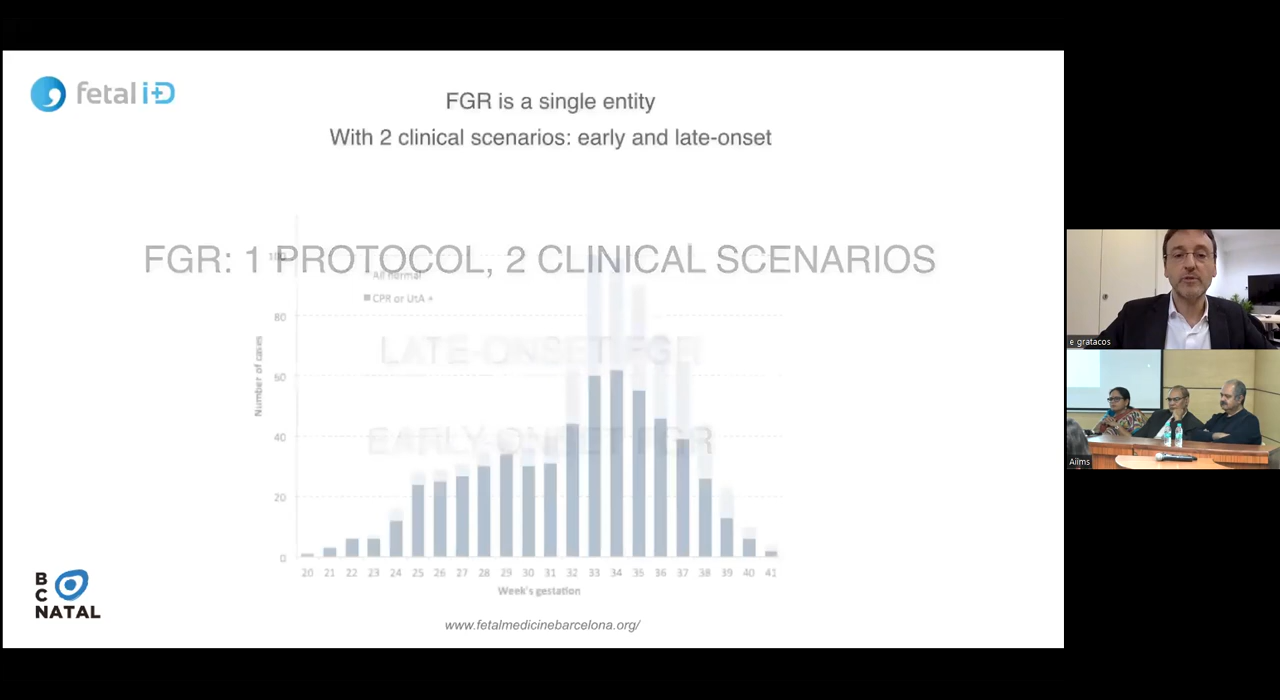 fetal i+D
FGR is a single entity
With 2 clinical scenarios: early and late-onset
FGR: 1 PROTOCOL, 2 CLINICAL SCENARIOS
100
All normal
CPR or UtA +
80
LATE-ONSET FGR
60
Number of cases
40
EARLY-ONSET FGR
20
0
20 21 22 23 24 25 26 27 28 29 30 31 32 33 34 35 36 37 38 39 40 41
Week's gestation
B
C
NATAL
www.fetalmedicinebarcelona.org/
e gratacos
Aiims